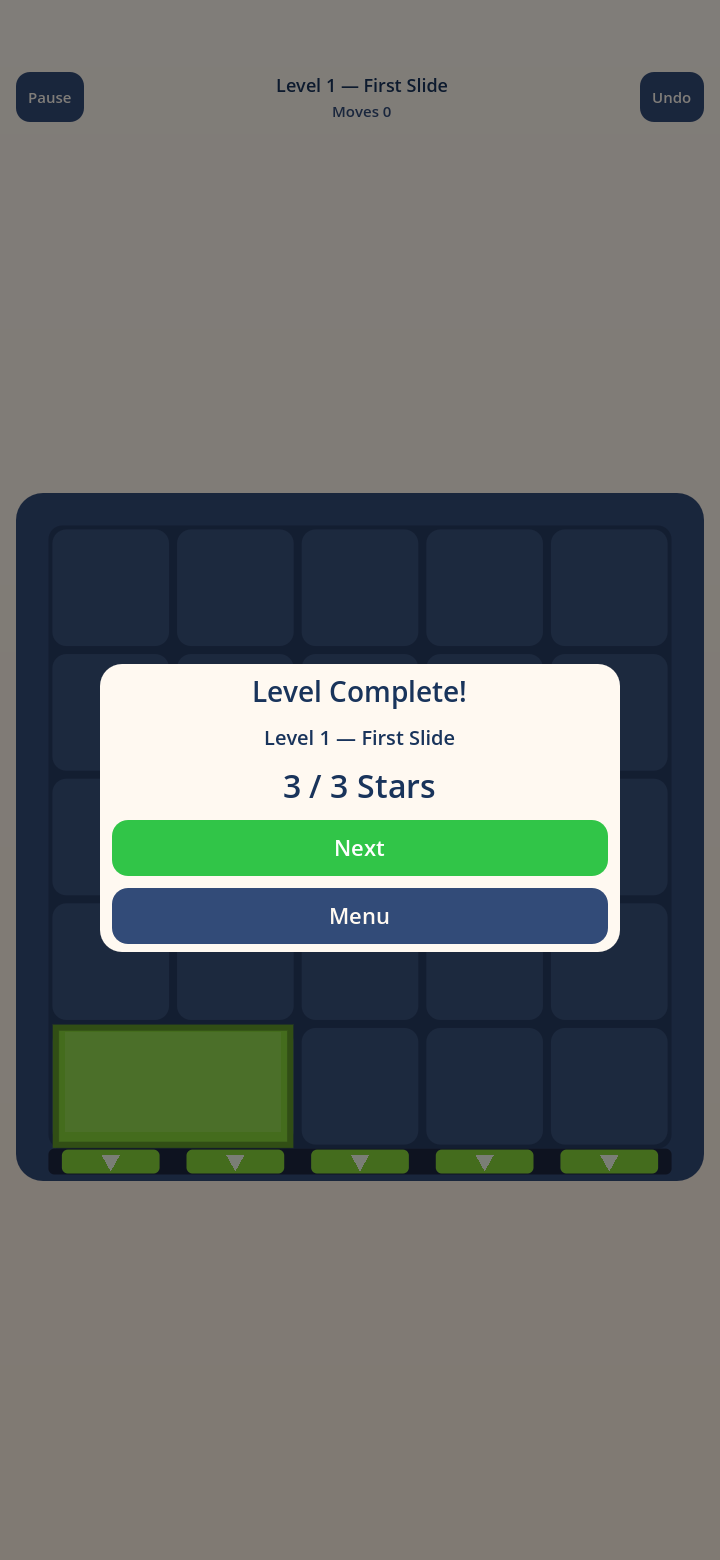 Pause
Level 1 — First Slide
Moves 0
Undo
Level Complete!
Level 1 — First Slide
3 / 3 Stars
Next
Menu